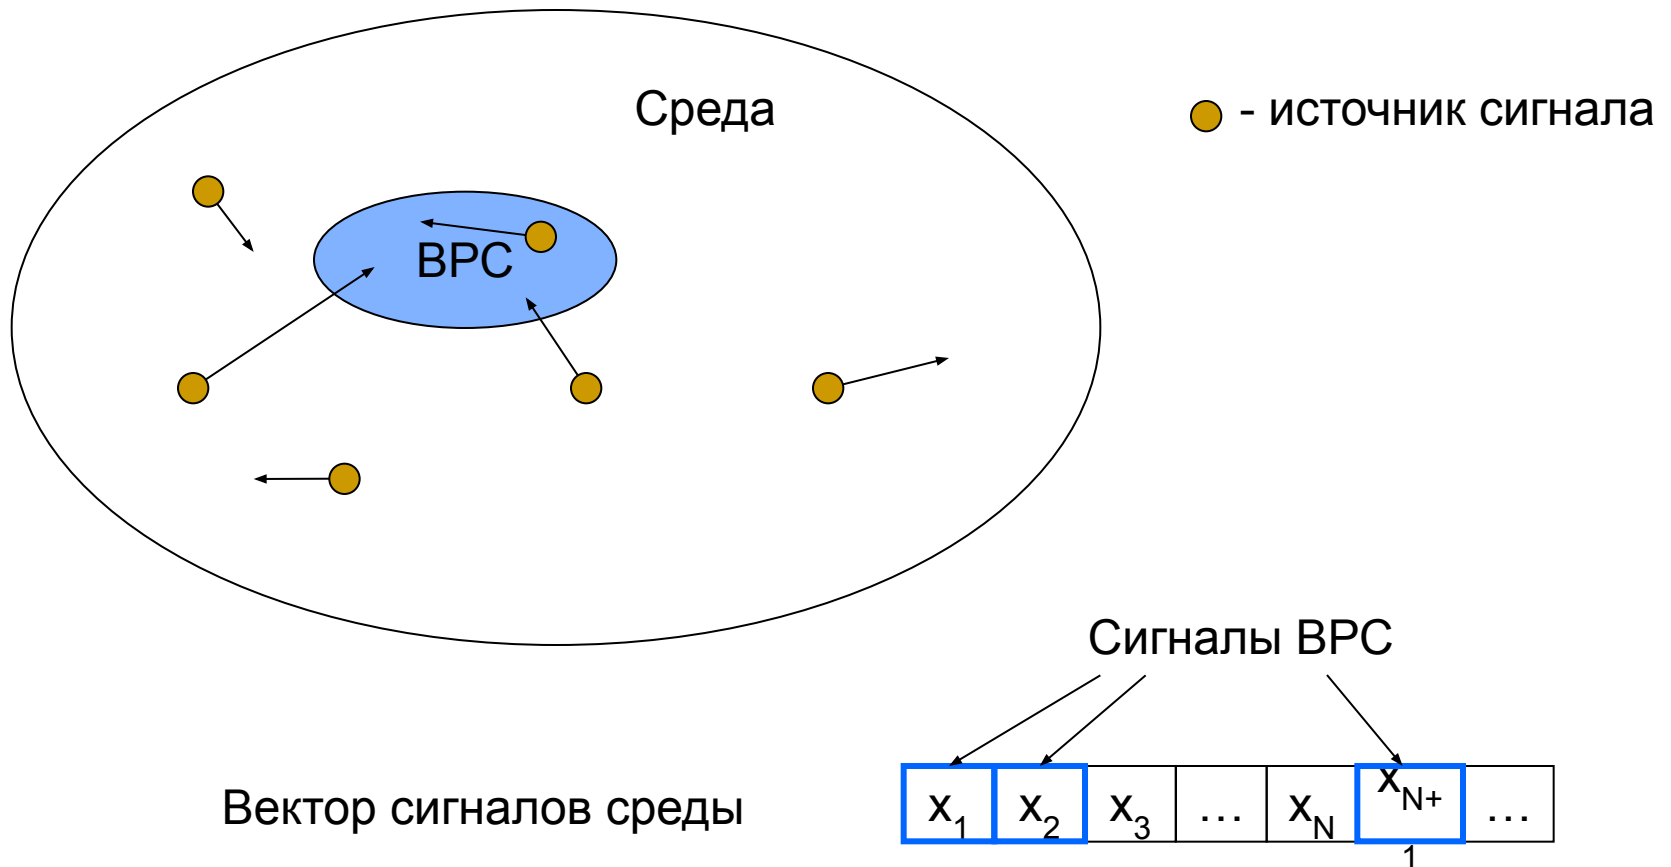 Среда
- источник сигнала
ВРС
Сигналы ВРС
Вектор сигналов среды
x1 x2 x3 … xN xN+1 …